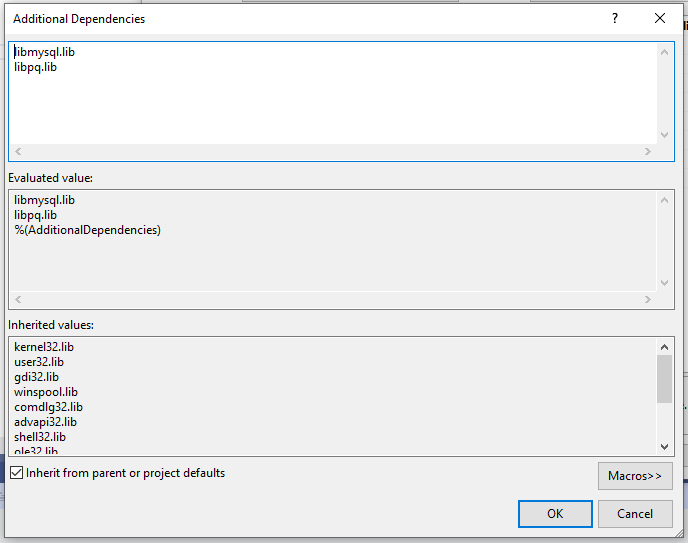 Additional Dependencies
?
libmysql.lib
libpq.lib
Evaluated value:
libmysql.lib
libpq.lib
%(AdditionalDependencies)
Inherited values:
kernel32.lib
user32.lib
gdi32.lib
winspool.lib
comdlg32.lib
advapi32.lib
shell32.lib
ole32.lib
Inherit from parent or project defaults
Macros>>
OK
Cancel